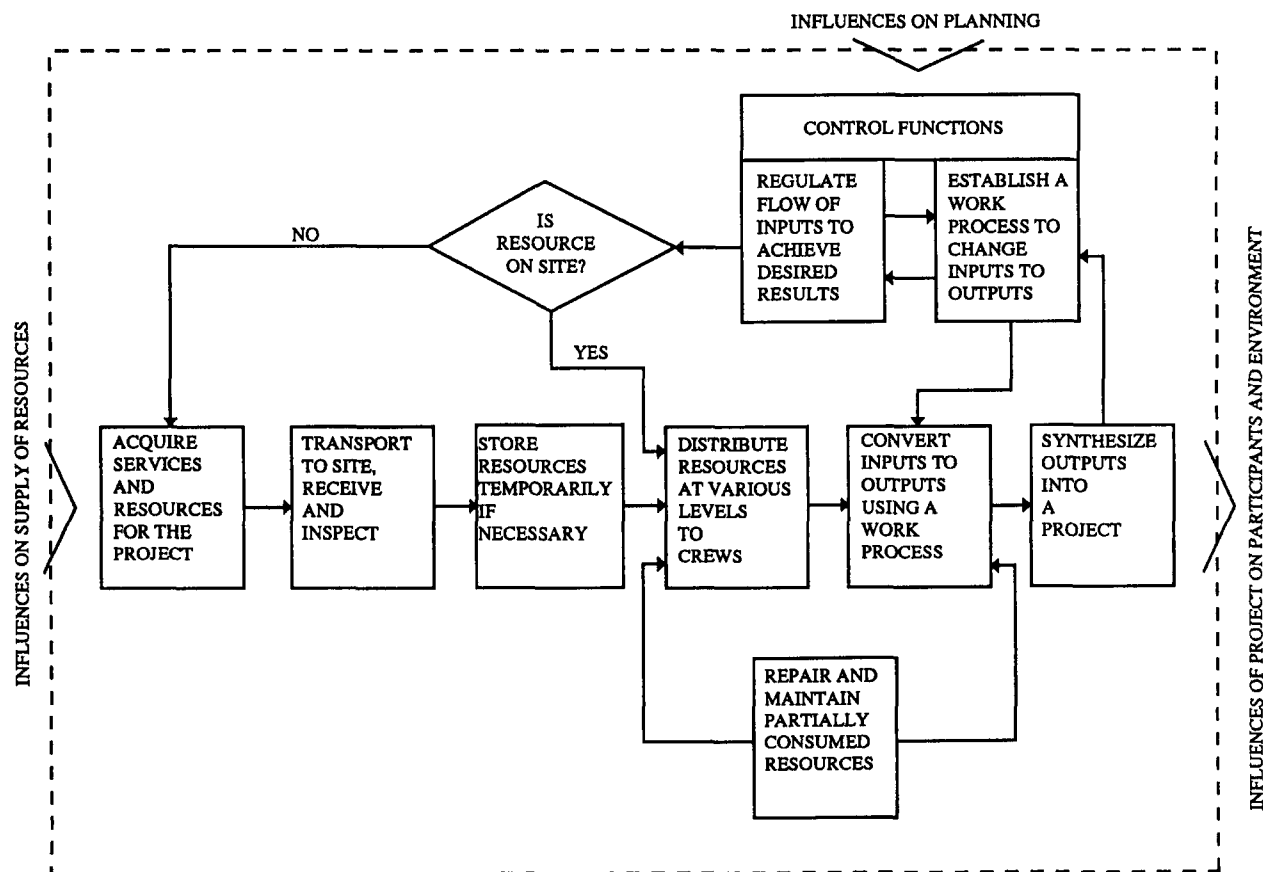 INFLUENCES ON PLANNING
CONTROL FUNCTIONS
REGULATE
FLOW OF
INPUTS TO
ACHIEVE
DESIRED
RESULTS
ESTABLISH A
WORK
PROCESS TO
CHANGE
INPUTS TO
OUTPUTS
IS
RESOURCE
ON SITE?
NO
YES
INFLUENCES ON SUPPLY OF RESOURCES
ACQUIRE
SERVICES
AND
RESOURCES
FOR THE
PROJECT
TRANSPORT
TO SITE,
RECEIVE
AND
INSPECT
STORE
RESOURCES
TEMPORARILY
IF
NECESSARY
DISTRIBUTE
RESOURCES
AT VARIOUS
LEVELS
TO
CREWS
CONVERT
INPUTS TO
OUTPUTS
USING A
WORK
PROCESS
SYNTHESIZE
OUTPUTS
INTO
A
PROJECT
REPAIR AND
MAINTAIN
PARTIALLY
CONSUMED
RESOURCES
INFLUENCES OF PROJECT ON PARTICIPANTS AND ENVIRONMENT